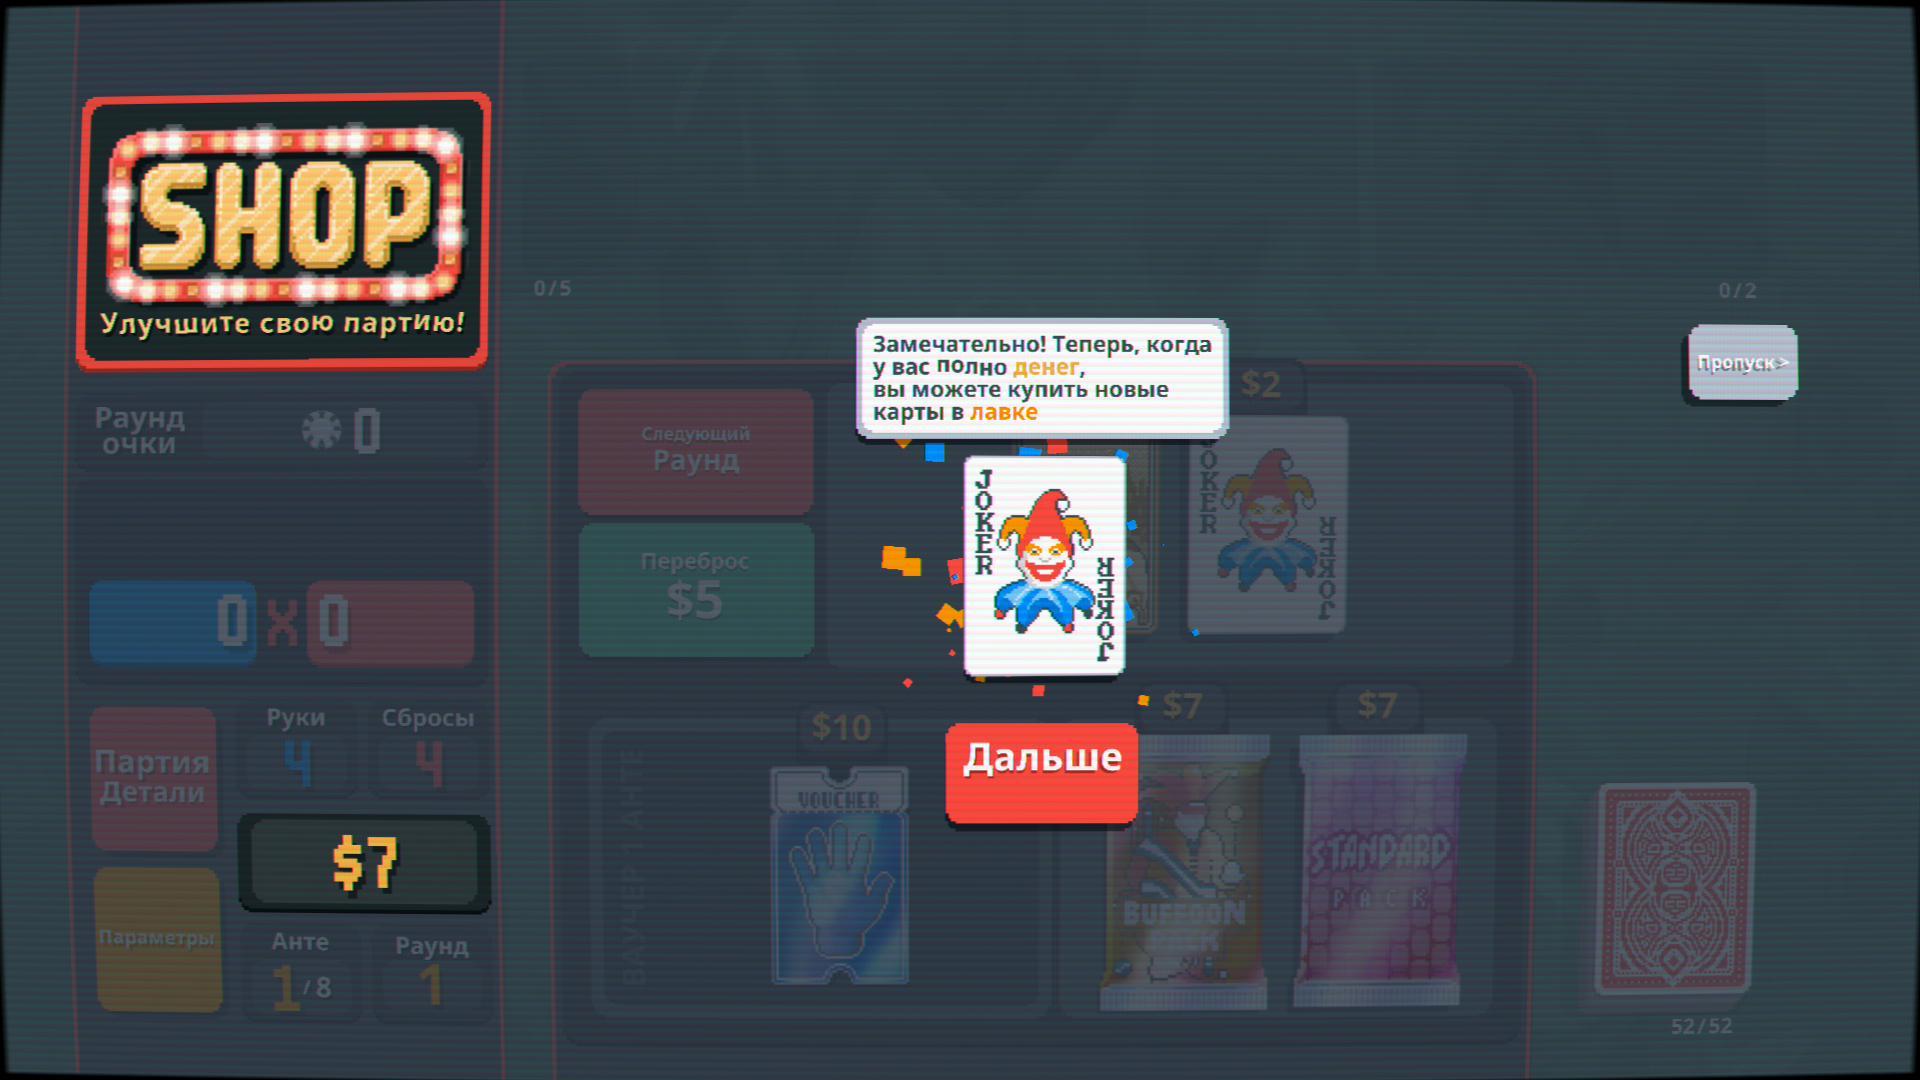 SHOP
Улучшите свою партию!
Раунд
очки
0
0 X 0
Партия
Детали
Руки
4
Сбросы
4
$7
Параметры
Анте
1 / 8
Раунд
1
0/5
0/2
Замечательно! Теперь, когда
у вас полно денег,
вы можете купить новые
карты в лавке
Пропуск>
Следующий
Раунд
Переброс
$5
$2
JOKER
JOKER
JOKER
JOKER
Дальше
$10
VOUCHER
$7
BUFFOON
PACK
$7
STANDARD
PACK
52/52